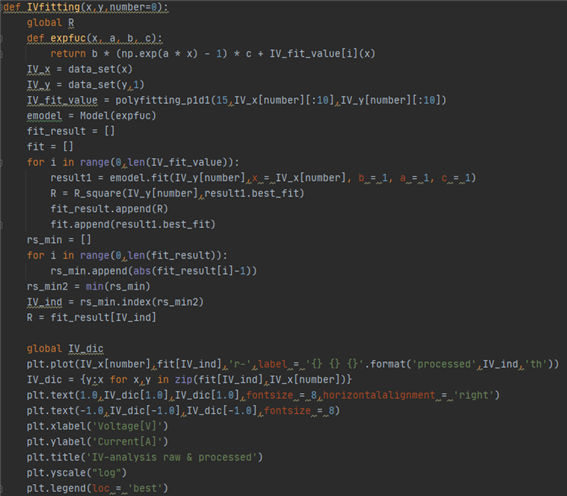 def IVfitting(x,y,number=0):
    global R
    def expfuc(x, a, b, c):
        return b * (np.exp(a * x) - 1) * c + IV_fit_value[i](x)
    IV_x = data_set(x)
    IV_y = data_set(y,1)
    IV_fit_value = polyfitting_p1d1(15,IV_x[number][:10],IV_y[number][:10])
    emodel = Model(expfuc)
    fit_result = []
    fit = []
    for i in range(0,len(IV_fit_value)):
        result1 = emodel.fit(IV_y[number],x = IV_x[number], b = 1, a = 1, c = 1)
        R = R_square(IV_y[number],result1.best_fit)
        fit_result.append(R)
        fit.append(result1.best_fit)
    rs_min = []
    for i in range(0,len(fit_result)):
        rs_min.append(abs(fit_result[i]-1))
    rs_min2 = min(rs_min)
    IV_ind = rs_min.index(rs_min2)
    R = fit_result[IV_ind]

    global IV_dic
    plt.plot(IV_x[number],fit[IV_ind],'r-',label = '{} {} {}'.format('processed',IV_ind,'th'))
    IV_dic = {y:x for x,y in zip(fit[IV_ind],IV_x[number])}
    plt.text(1.0,IV_dic[1.0],IV_dic[1.0],fontsize = 8,horizontalalignment = 'right')
    plt.text(-1.0,IV_dic[-1.0],IV_dic[-1.0],fontsize = 8)
    plt.xlabel('Voltage[V]')
    plt.ylabel('Current[A]')
    plt.title('IV-analysis raw & processed')
    plt.yscale("log")
    plt.legend(loc = 'best')